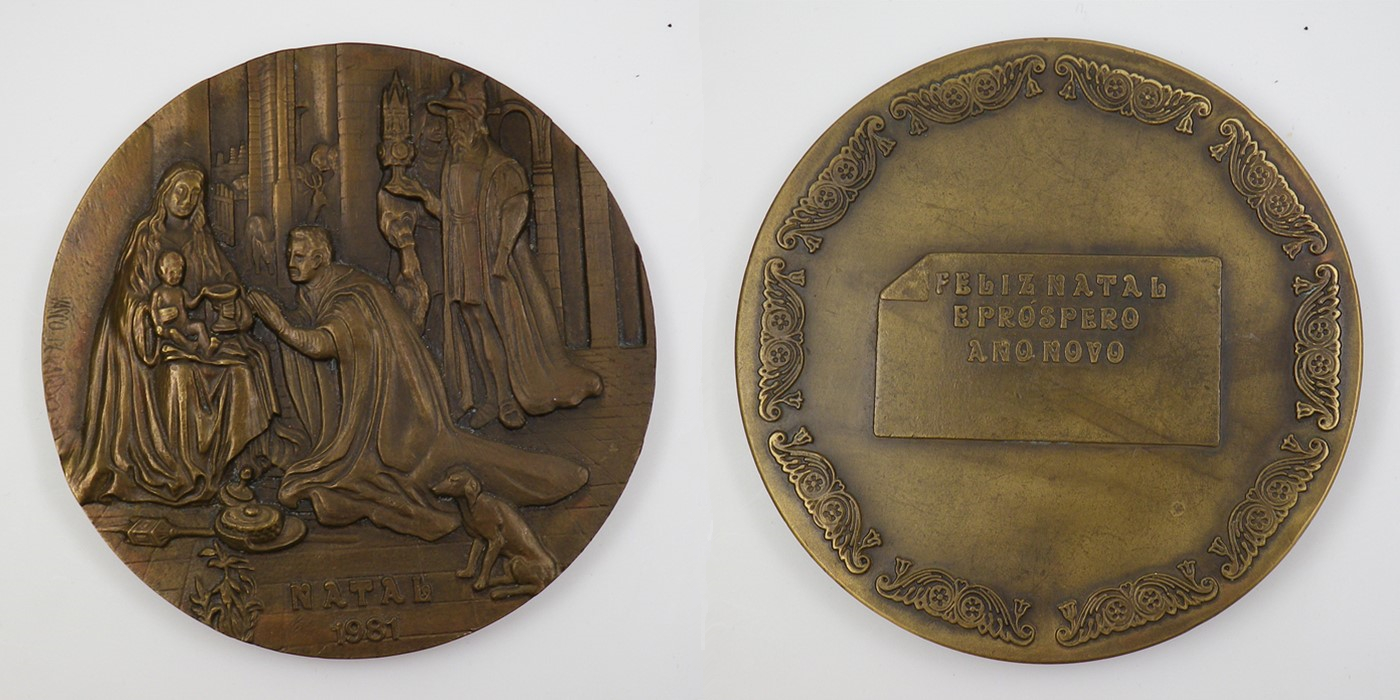 NATAL
1981
FELIZ NATAL
E PRÓSPERO
ANO NOVO